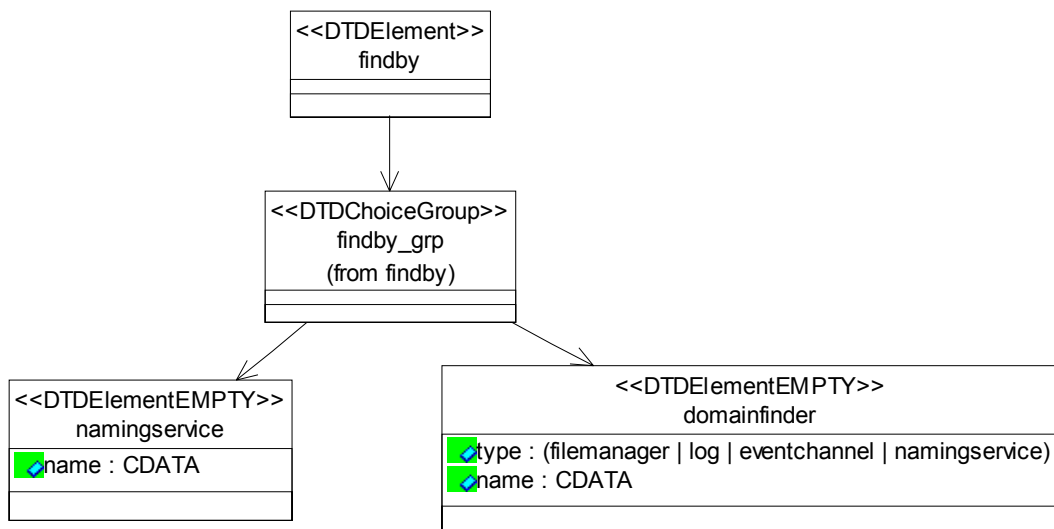 <<DTDElement>>
findby
<<DTDChoiceGroup>>
findby_grp
(from findby)
<<DTDElementEMPTY>>
namingservice
name : CDATA
<<DTDElementEMPTY>>
domainfinder
type : (filemanager | log | eventchannel | namingservice)
name : CDATA